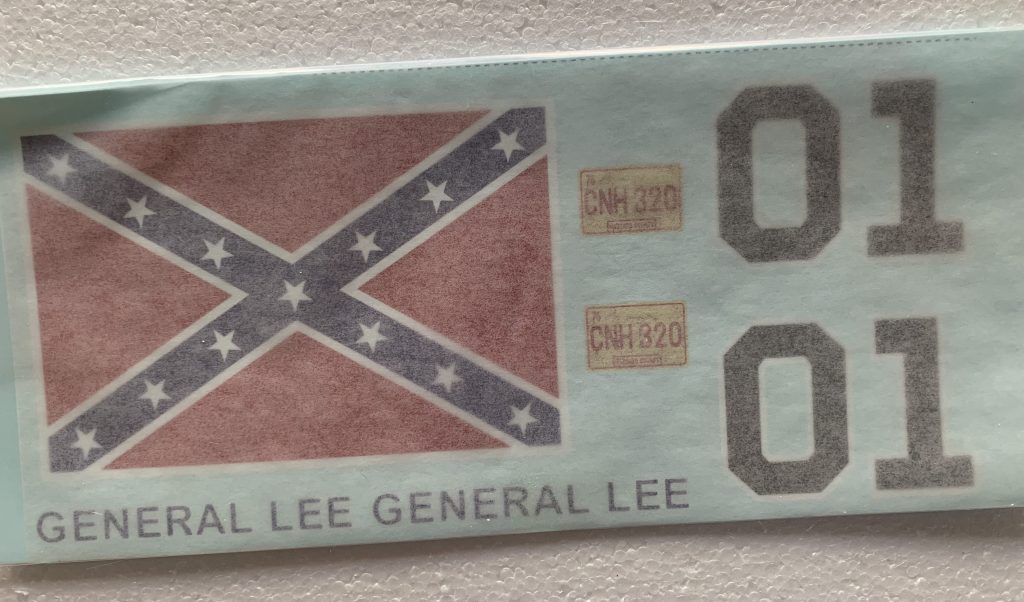 CNH 320
01
CNH 320
01
GENERAL LEE GENERAL LEE